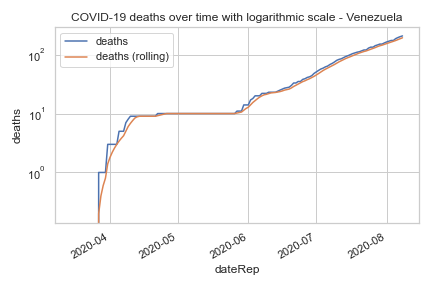 COVID-19 deaths over time with logarithmic scale - Venezuela
deaths
deaths (rolling)
10²
10¹
10⁰
deaths
2020-04
2020-05
2020-06
2020-07
2020-08
dateRep